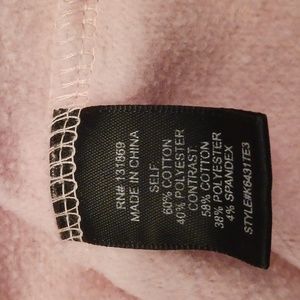 RN# 131869
MADE IN CHINA
SELF
60% COTTON
40% POLYESTER
CONTRAST
58% COTTON
38% POLYESTER
4% SPANDEX
STYLE#K6431TE3